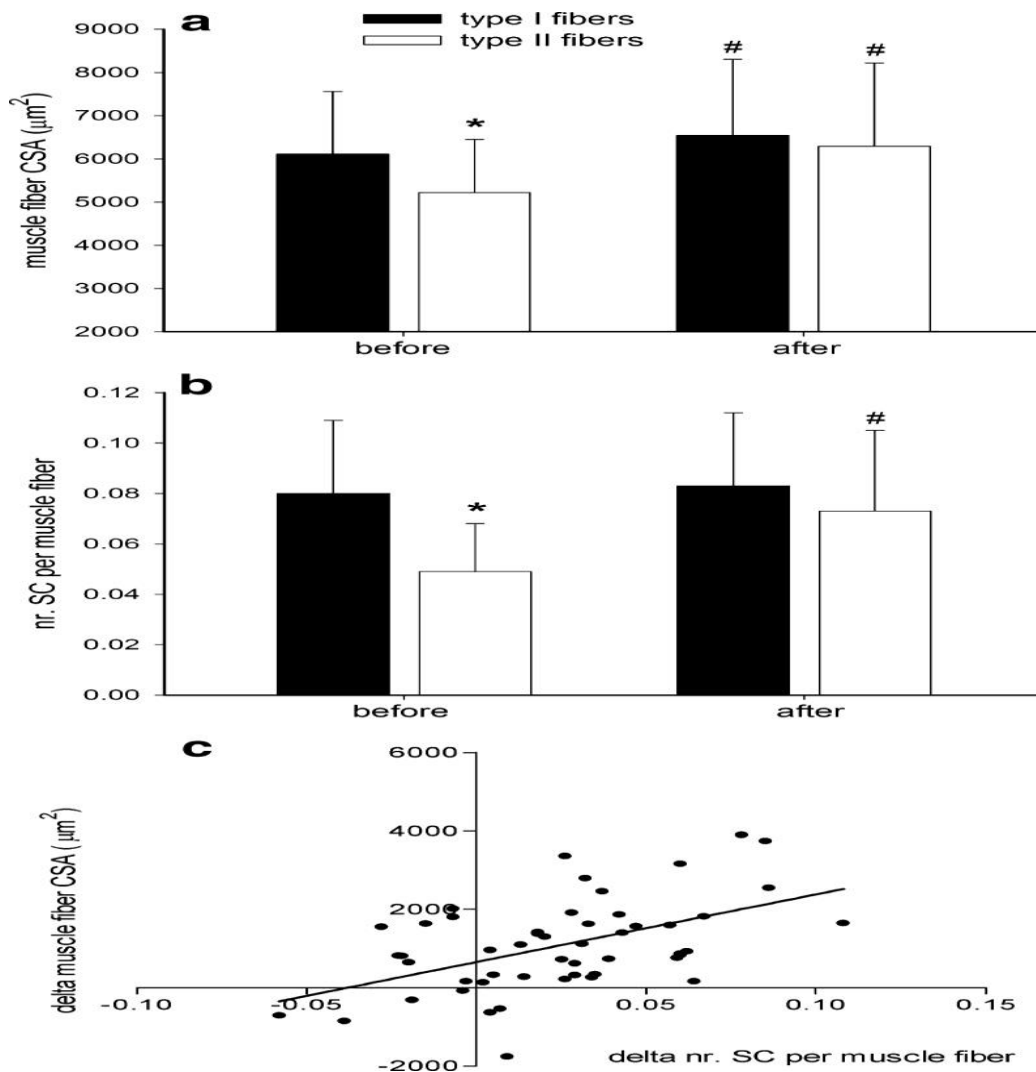 a
type I fibers
type II fibers
muscle fiber CSA (μm²)
9000
8000
7000
6000
5000
4000
3000
2000
*
#
#
before
after
b
nr. SC per muscle fiber
0.12
0.10
0.08
0.06
0.04
0.02
0.00
*
#
before
after
c
delta muscle fiber CSA (μm²)
6000
4000
2000
-2000
-0.10
-0.05
0.05
0.10
0.15
delta nr. SC per muscle fiber